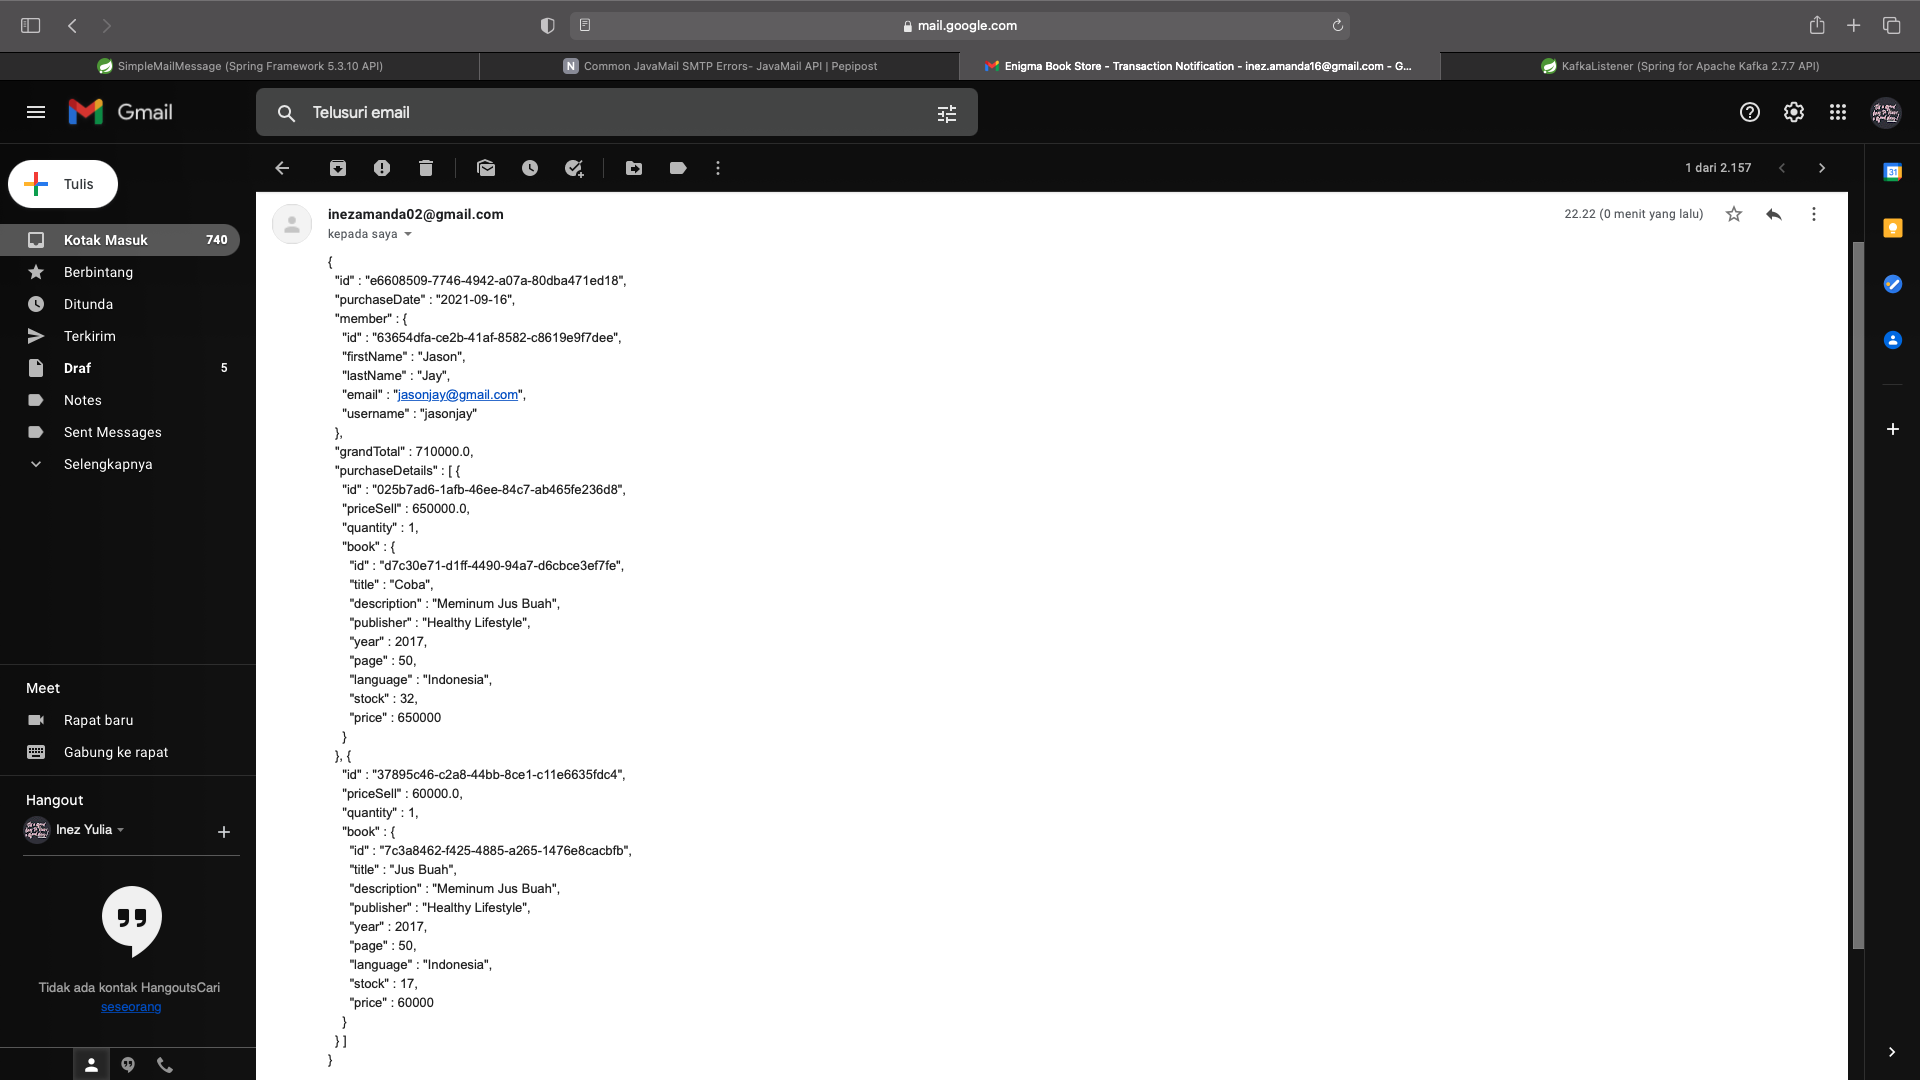 mail.google.com
SimpleMailMessage (Spring Framework 5.3.10 API)
N
Common JavaMail SMTP Errors- JavaMail API | Pepipost
Enigma Book Store - Transaction Notification - inez.amanda16@gmail.com - G...
KafkaListener (Spring for Apache Kafka 2.7.7 API)
Gmail
Telusuri email
Tulis
1 dari 2.157
31
Kotak Masuk 740
Berbintang
Ditunda
Terkirim
Draf 5
Notes
Sent Messages
Selengkapnya
Meet
Rapat baru
Gabung ke rapat
Hangout
Inez Yulia
Tidak ada kontak HangoutsCari
seseorang
inezamanda02@gmail.com
22.22 (0 menit yang lalu)
kepada saya
{
"id" : "e6608509-7746-4942-a07a-80dba471ed18",
"purchaseDate" : "2021-09-16",
"member" : {
"id" : "63654dfa-ce2b-41af-8582-c8619e9f7dee",
"firstName" : "Jason",
"lastName" : "Jay",
"email" : "jasonjay@gmail.com",
"username" : "jasonjay"
},
"grandTotal" : 710000.0,
"purchaseDetails" : [ {
"id" : "025b7ad6-1afb-46ee-84c7-ab465fe236d8",
"priceSell" : 650000.0,
"quantity" : 1,
"book" : {
"id" : "d7c30e71-d1ff-4490-94a7-d6cbce3ef7fe",
"title" : "Coba",
"description" : "Meminum Jus Buah",
"publisher" : "Healthy Lifestyle",
"year" : 2017,
"page" : 50,
"language" : "Indonesia",
"stock" : 32,
"price" : 650000
}
}, {
"id" : "37895c46-c2a8-44bb-8ce1-c11e6635fdc4",
"priceSell" : 60000.0,
"quantity" : 1,
"book" : {
"id" : "7c3a8462-f425-4885-a265-1476e8cacbfb",
"title" : "Jus Buah",
"description" : "Meminum Jus Buah",
"publisher" : "Healthy Lifestyle",
"year" : 2017,
"page" : 50,
"language" : "Indonesia",
"stock" : 17,
"price" : 60000
}
} ]
}